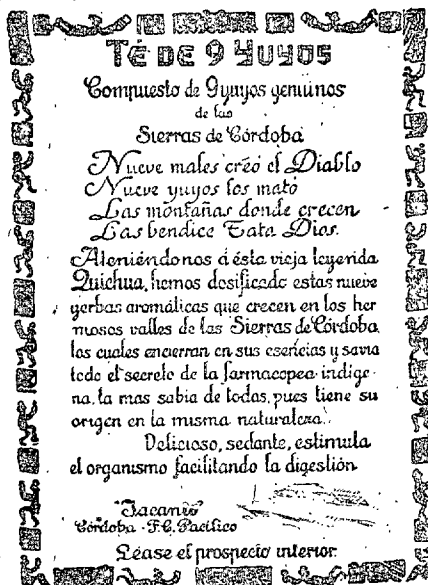 TÉ DE 9 YUYOS
Compuesto de 9 yuyos genuinos
de las
Sierras de Córdoba
Nueve males creó el Diablo
Nueve yuyos los mató
Las montañas donde crecen
Las bendice Tata Dios.
Ateniéndonos á ésta vieja leyenda
Quichua, hemos dosificado estas nueve
yerbas aromáticas que crecen en los her
mosos valles de las Sierras de Córdoba,
los cuales encierran en sus esencias y savia
todo el secreto de la farmacopea indige-
na, la mas sabia de todas, pues tiene su
origen en la misma naturaleza.
Delicioso, sedante, estimula
el organismo facilitando la digestión
"Jacanió"
Córdoba - F.C. Pacífico
Léase el prospecto interior.